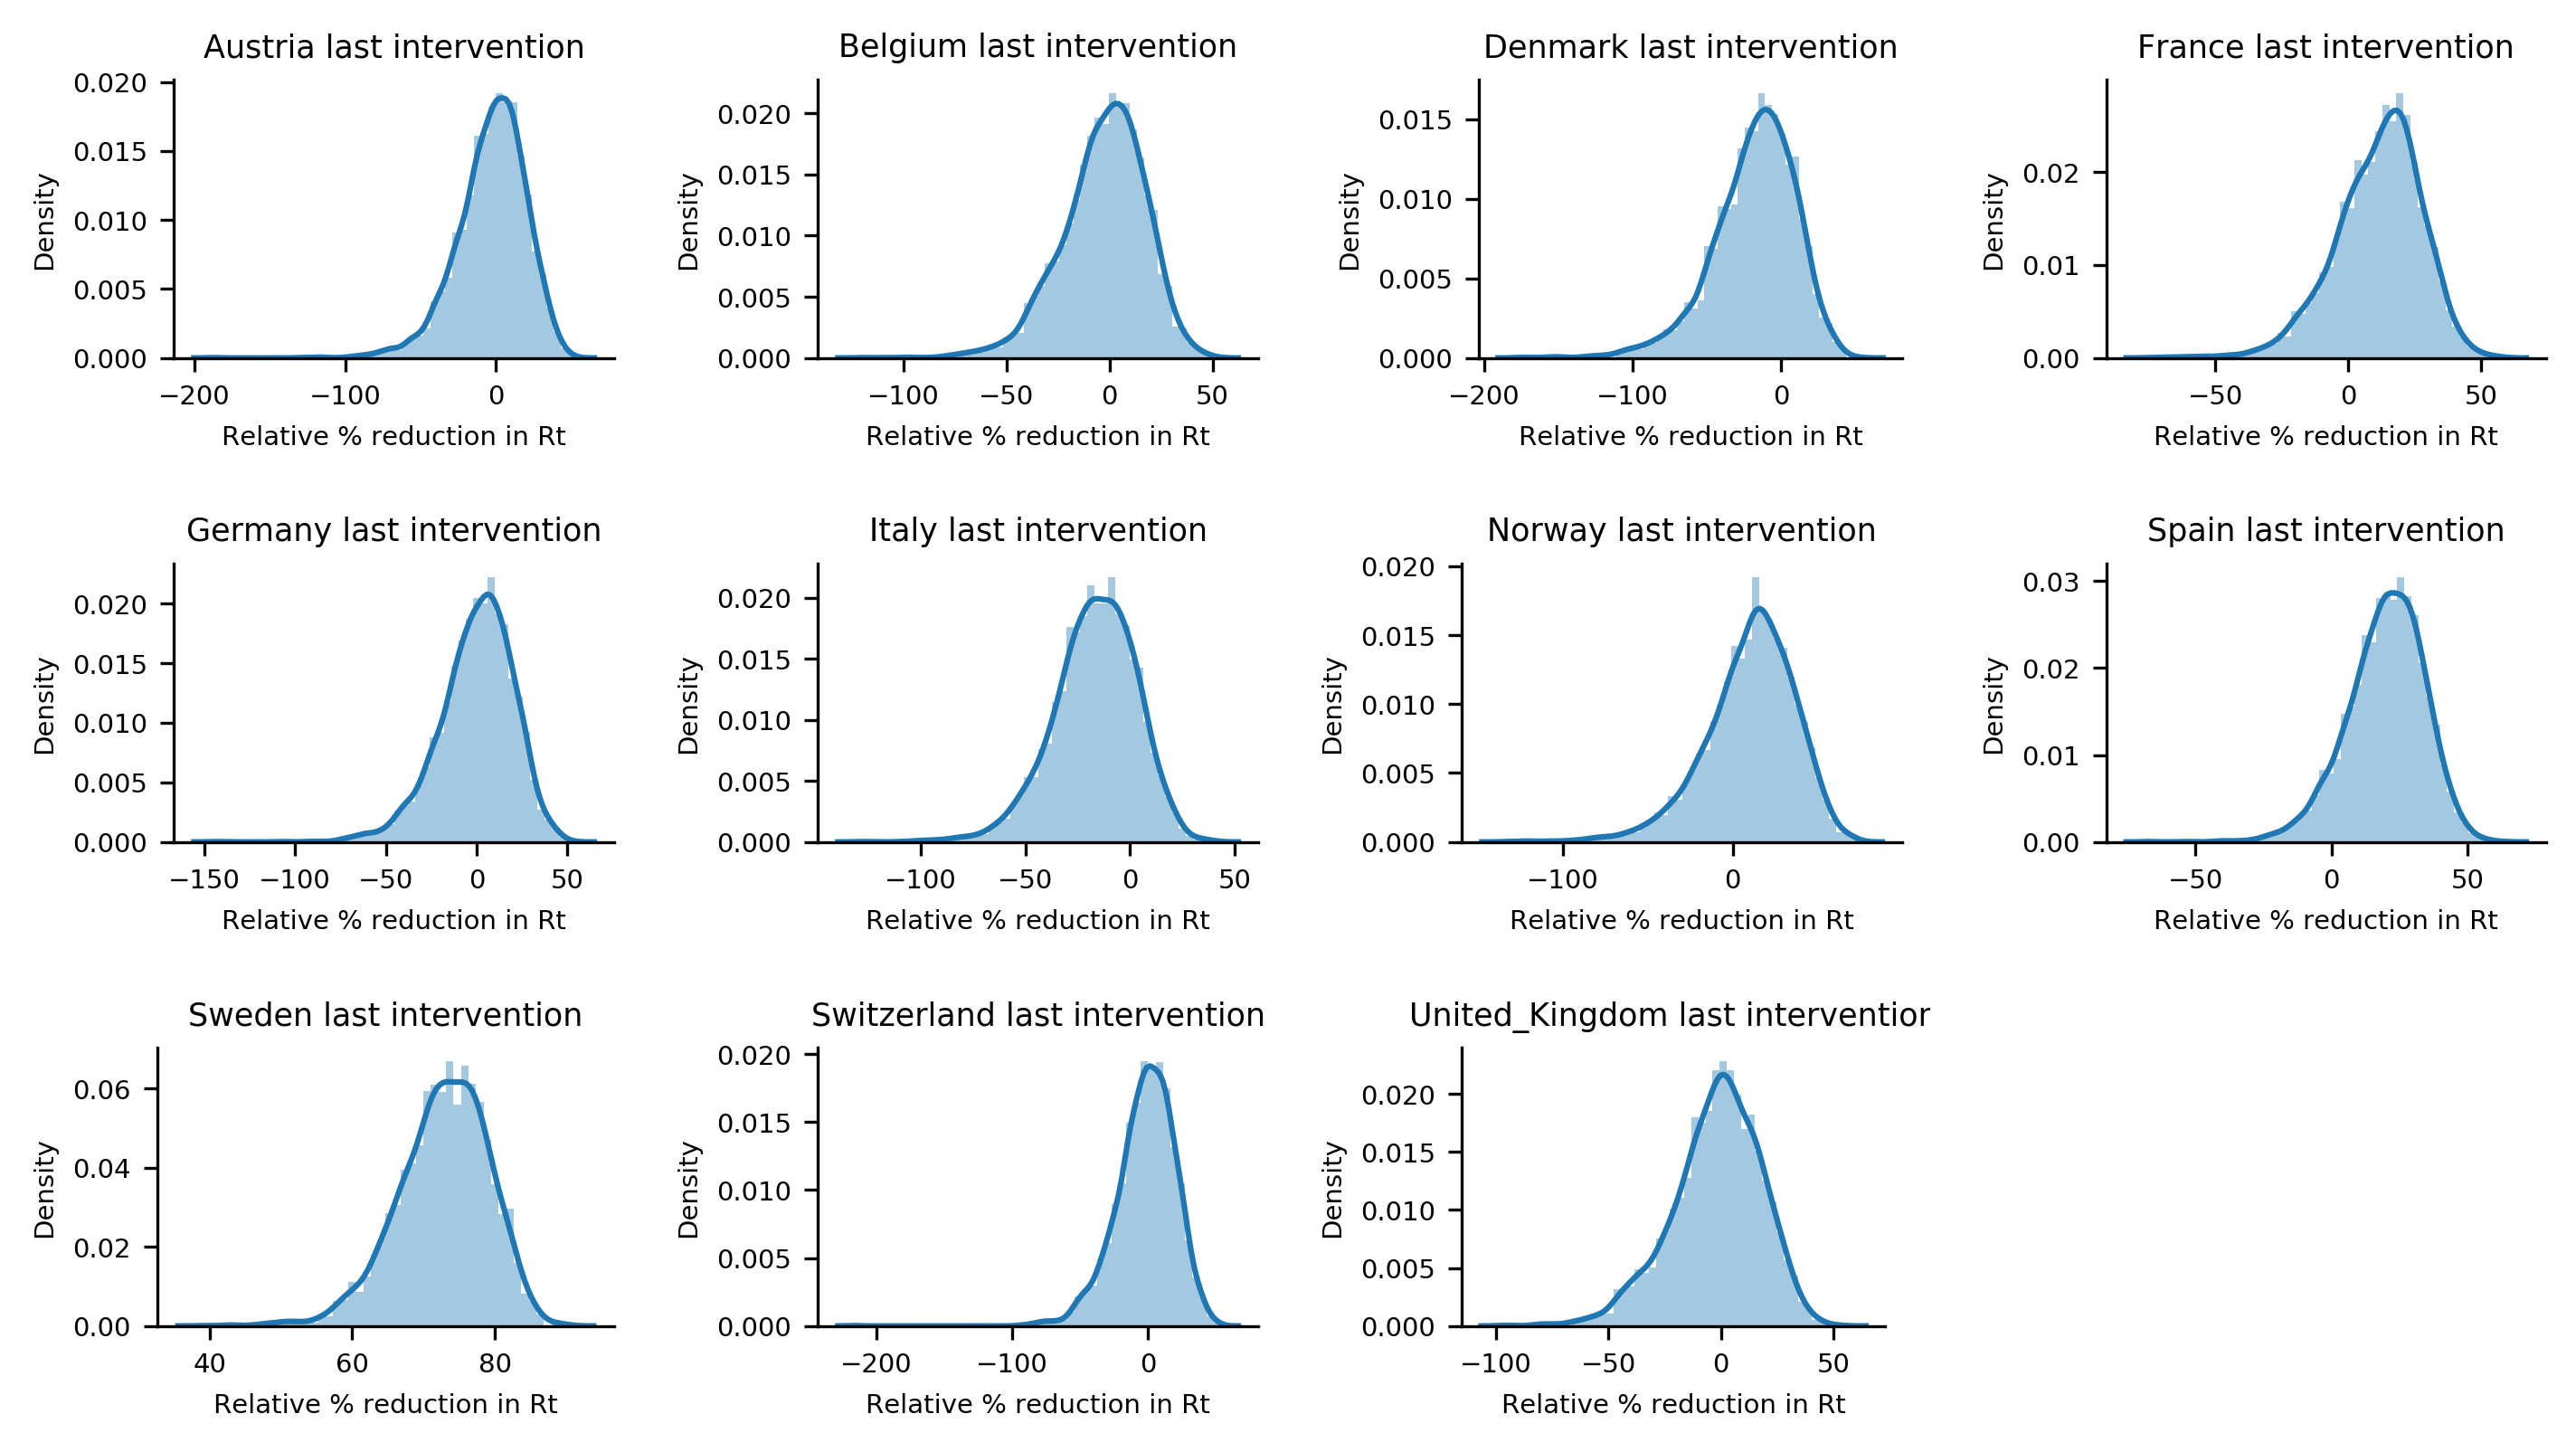 Austria last intervention
Belgium last intervention
Denmark last intervention
France last intervention
0.020
0.015
0.010
0.005
0.000
Density
−200 −100 0
Relative % reduction in Rt
0.020
0.015
0.010
0.005
0.000
Density
−100 −50 0 50
Relative % reduction in Rt
0.015
0.010
0.005
0.000
Density
−200 −100 0
Relative % reduction in Rt
0.02
0.01
0.00
Density
−50 0 50
Relative % reduction in Rt
Germany last intervention
Italy last intervention
Norway last intervention
Spain last intervention
0.020
0.015
0.010
0.005
0.000
Density
−150 −100 −50 0 50
Relative % reduction in Rt
0.020
0.015
0.010
0.005
0.000
Density
−100 −50 0 50
Relative % reduction in Rt
0.020
0.015
0.010
0.005
0.000
Density
−100 0
Relative % reduction in Rt
0.03
0.02
0.01
0.00
Density
−50 0 50
Relative % reduction in Rt
Sweden last intervention
Switzerland last intervention
United_Kingdom last interventior
0.06
0.04
0.02
0.00
Density
40 60 80
Relative % reduction in Rt
0.020
0.015
0.010
0.005
0.000
Density
−200 −100 0
Relative % reduction in Rt
0.020
0.015
0.010
0.005
0.000
Density
−100 −50 0 50
Relative % reduction in Rt